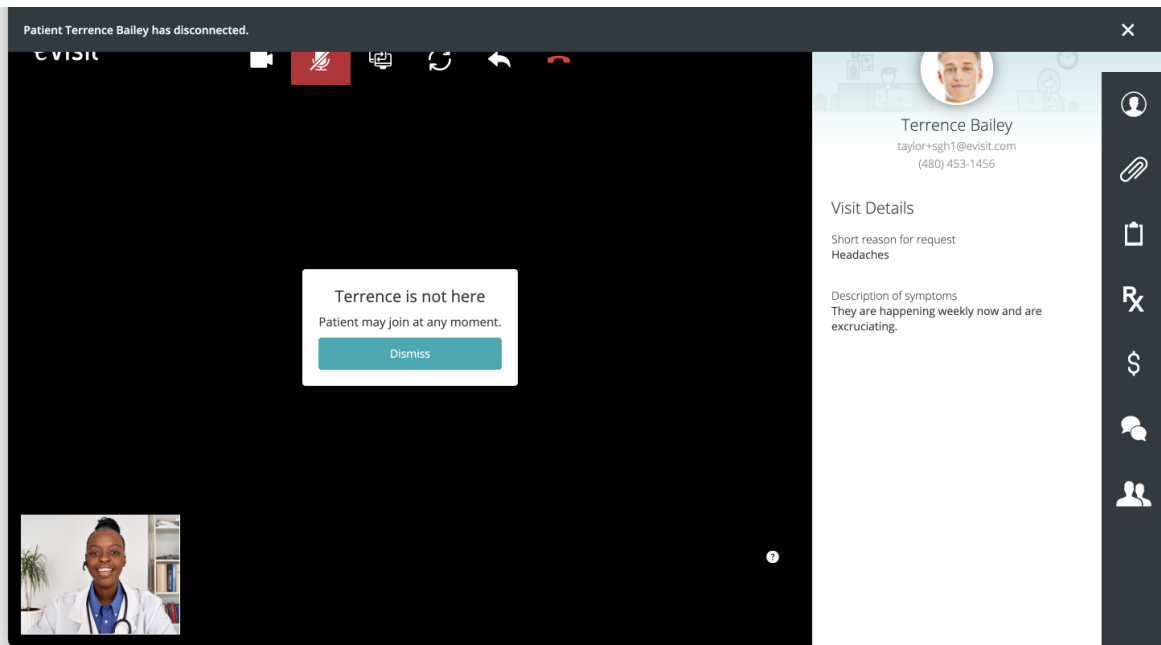 Patient Terrence Bailey has disconnected.
eVisit
Terrence Bailey
taylor+sgh1@evisit.com
(480) 453-1456
Visit Details
Short reason for request
Headaches
Description of symptoms
They are happening weekly now and are
excruciating.
Terrence is not here
Patient may join at any moment.
Dismiss
Rx
$
?